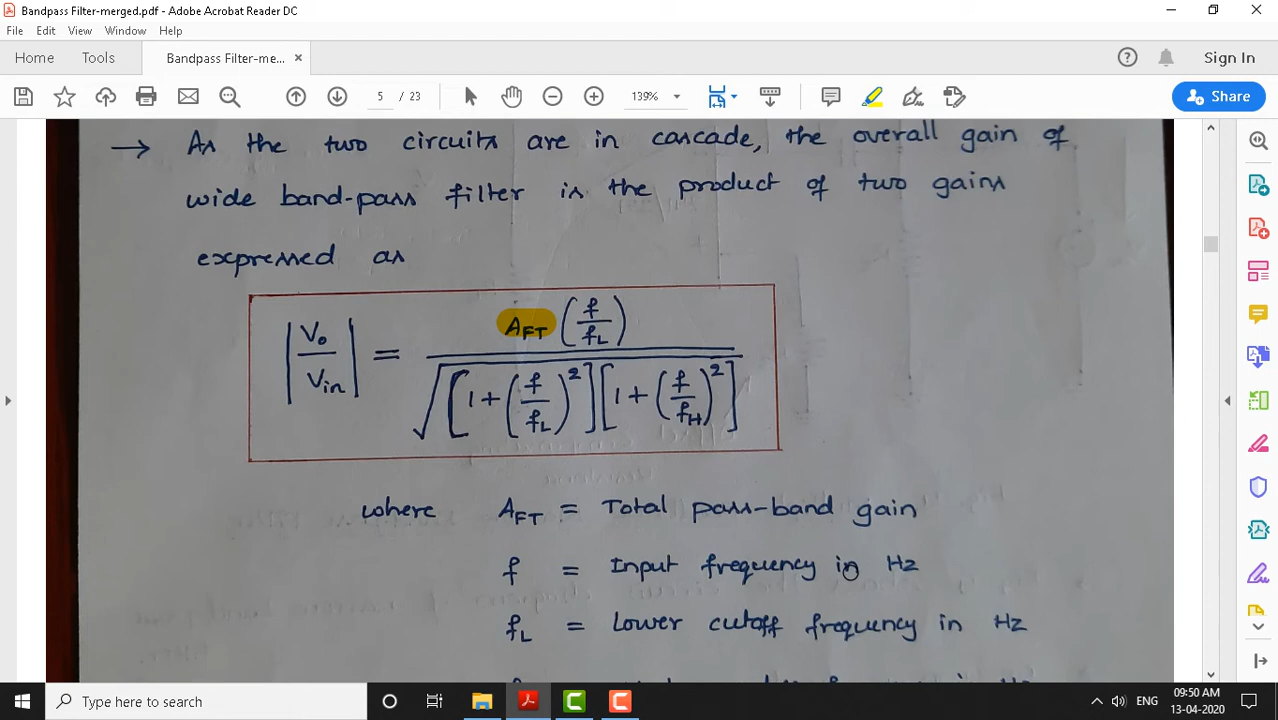 Bandpass Filter-merged.pdf - Adobe Acrobat Reader DC
File Edit View Window Help
Home Tools Bandpass Filter-me... × Sign In
5 / 23 139% Share
→ As the two circuits are in cascade, the overall gain of
wide band-pass filter is the product of two gains
expressed as
|Vo/Vin| = AFT (f/fL) / √([1+(f/fL)²][1+(f/fH)²])
where AFT = Total pass-band gain
f = Input frequency in Hz
fL = Lower cutoff frequency in Hz
Type here to search
ENG
09:50 AM
13-04-2020